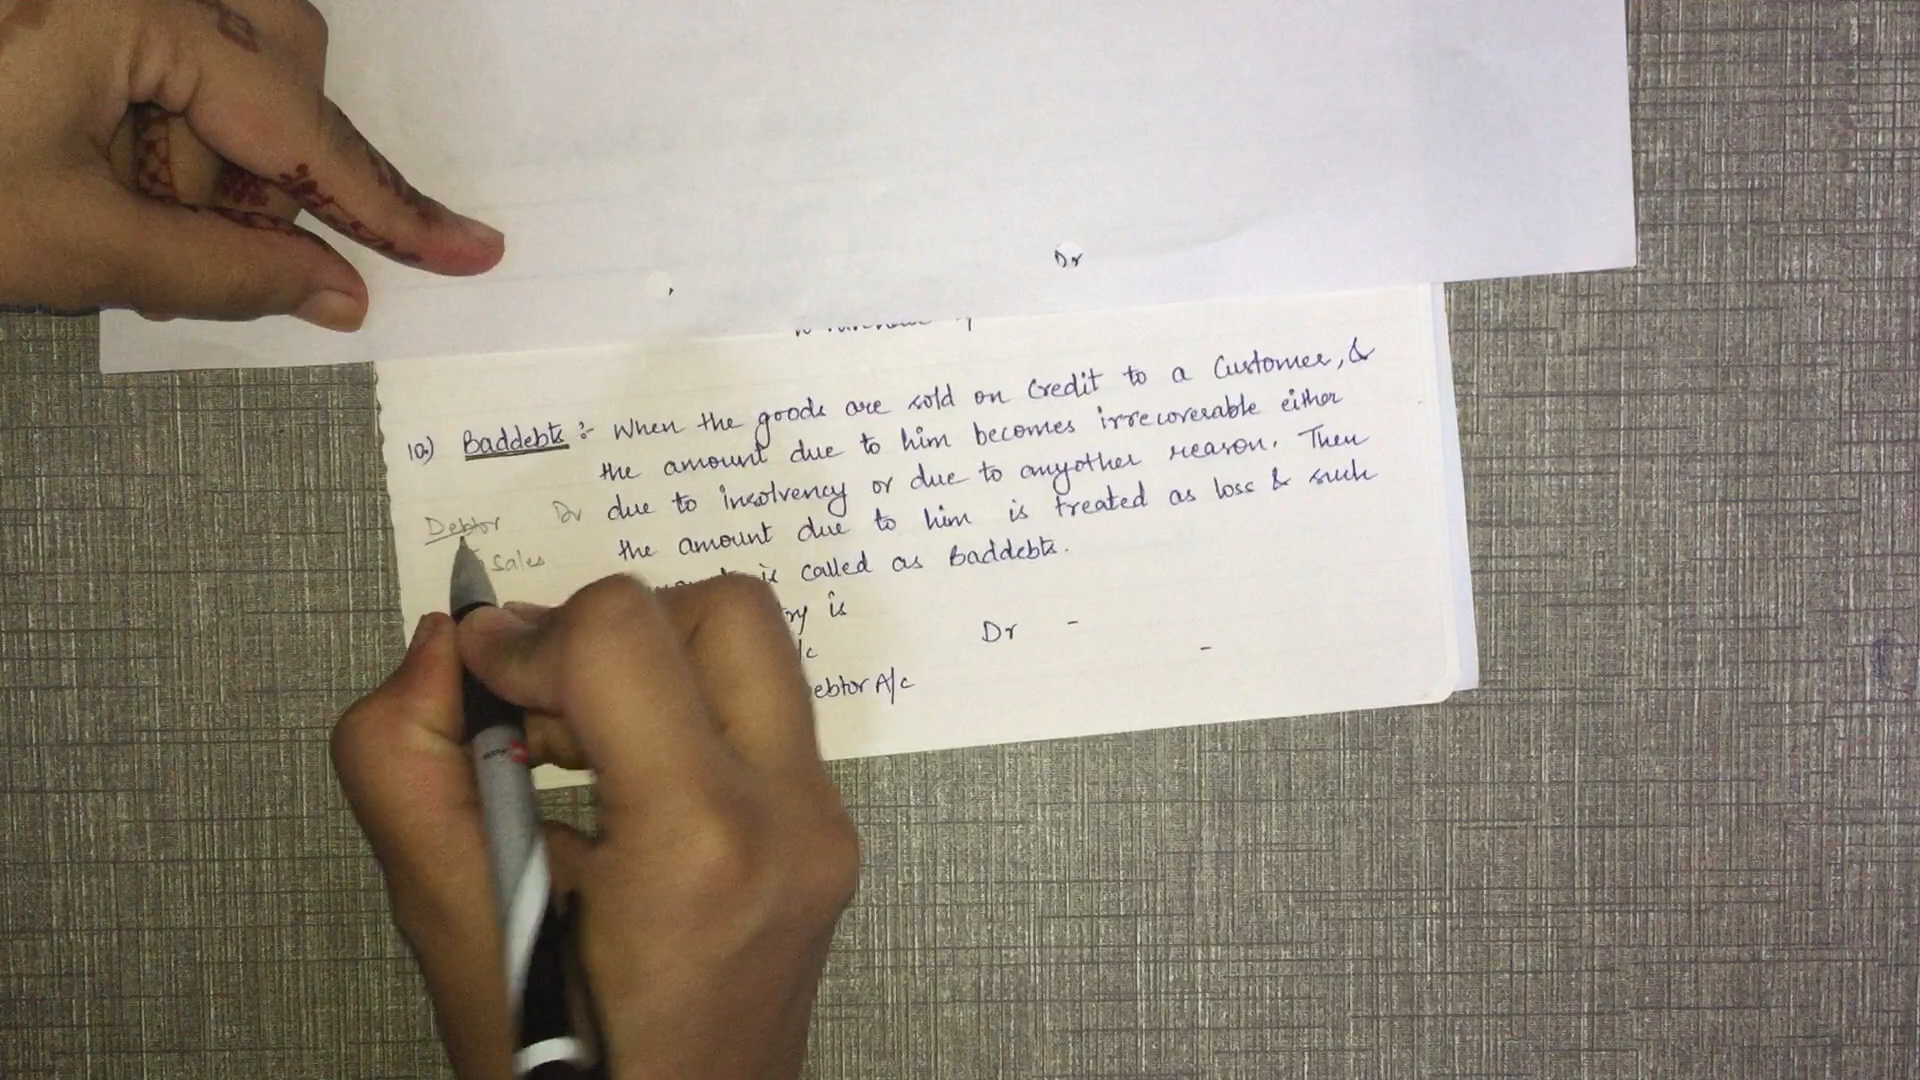 Dr
10) Baddebts :- When the goods are sold on Credit to a Customer, &
the amount due to him becomes irrecoverable either
due to insolvency or due to anyother reason. Then
the amount due to him is treated as loss & such
is called as Baddebts.
is
Dr -
-
Debtor Dr
Sales